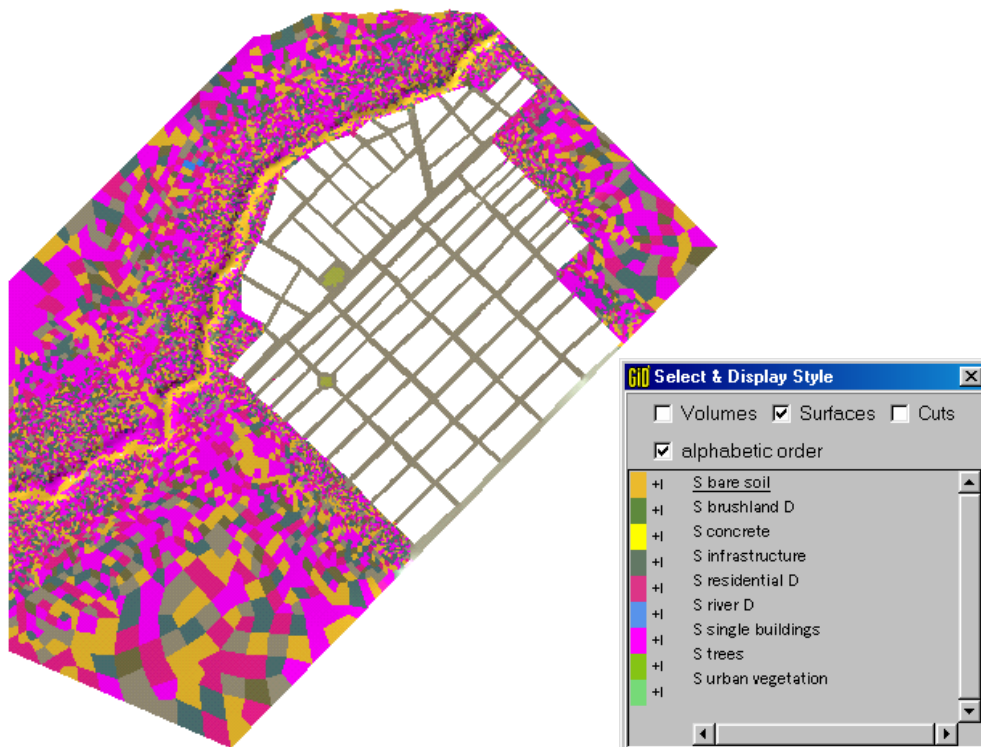 GiD Select & Display Style
Volumes Surfaces Cuts
alphabetic order
+I S bare soil
+I S brushland D
+I S concrete
+I S infrastructure
+I S residential D
+I S river D
+I S single buildings
+I S trees
+I S urban vegetation